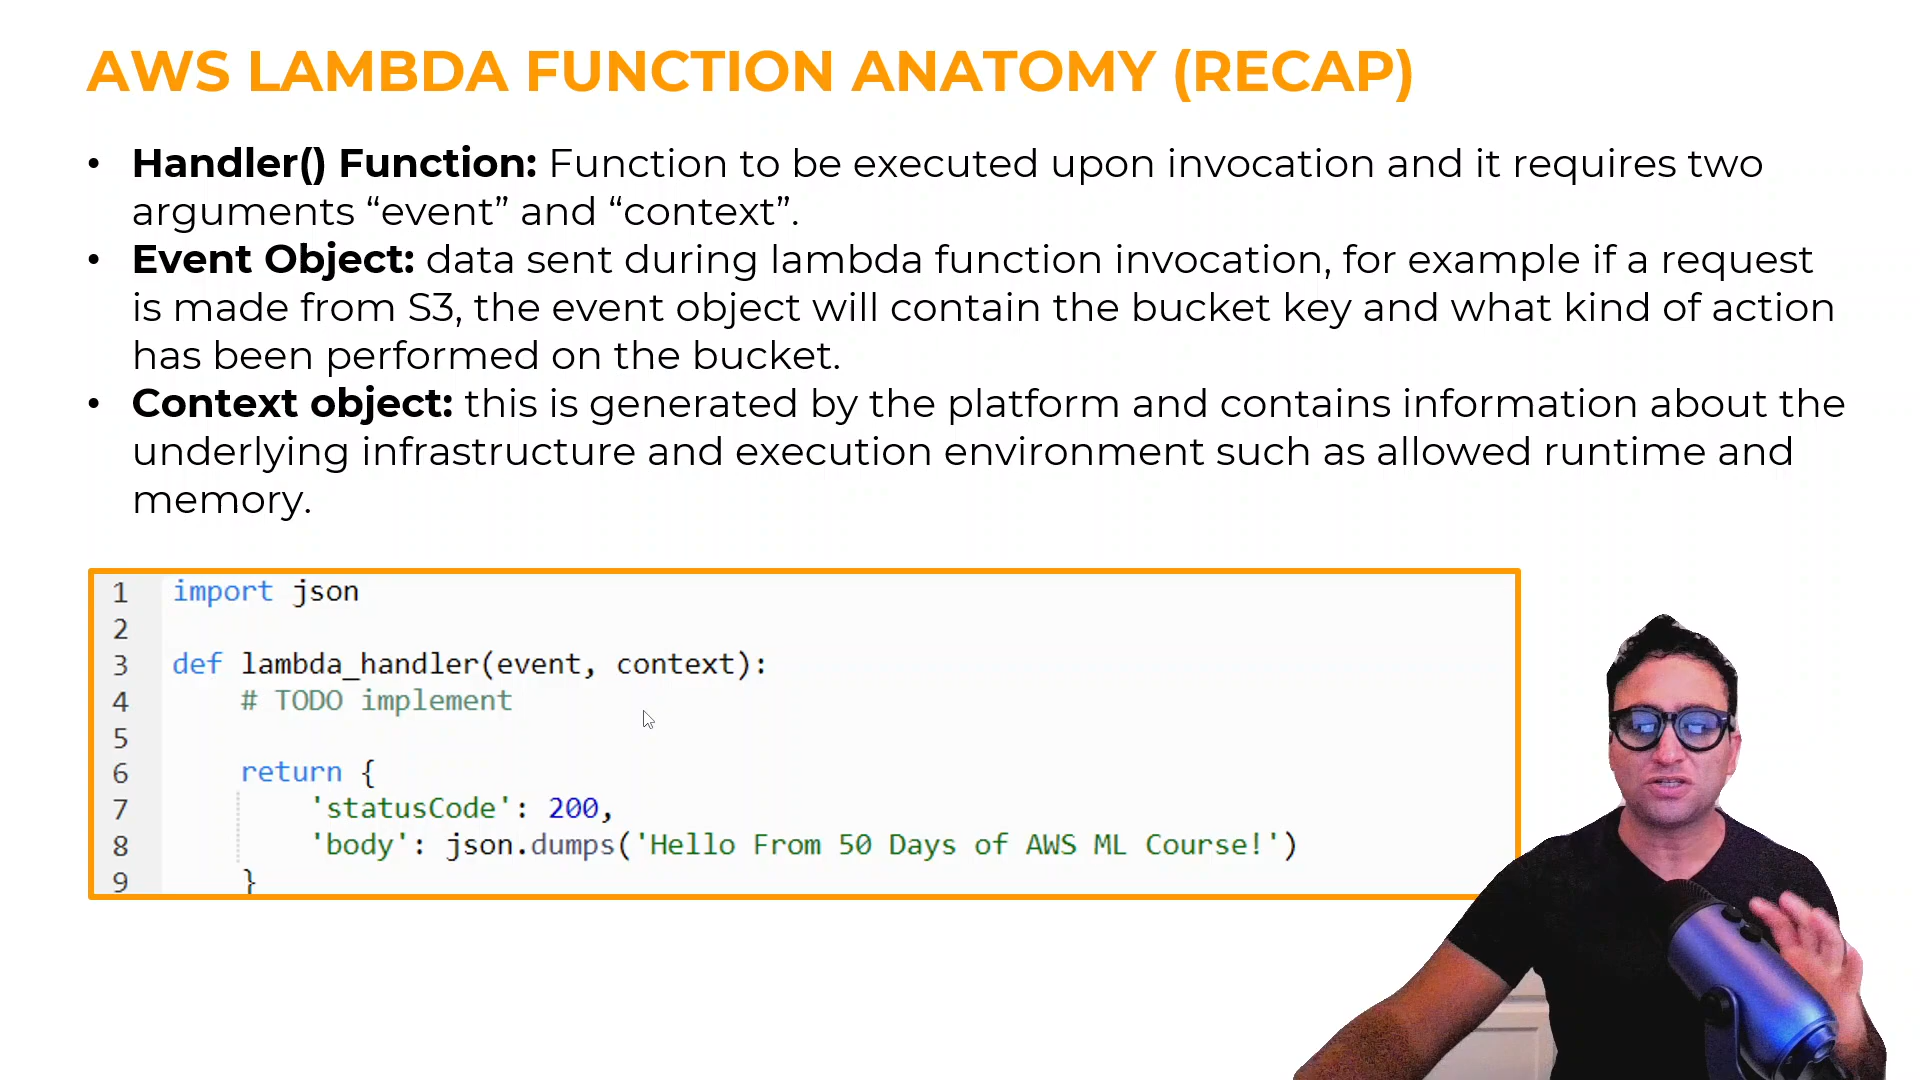 AWS LAMBDA FUNCTION ANATOMY (RECAP)
• Handler() Function: Function to be executed upon invocation and it requires two
arguments “event” and “context”.
• Event Object: data sent during lambda function invocation, for example if a request
is made from S3, the event object will contain the bucket key and what kind of action
has been performed on the bucket.
• Context object: this is generated by the platform and contains information about the
underlying infrastructure and execution environment such as allowed runtime and
memory.
1 import json
2
3 def lambda_handler(event, context):
4     # TODO implement
5
6     return {
7         'statusCode': 200,
8         'body': json.dumps('Hello From 50 Days of AWS ML Course!')
9     }